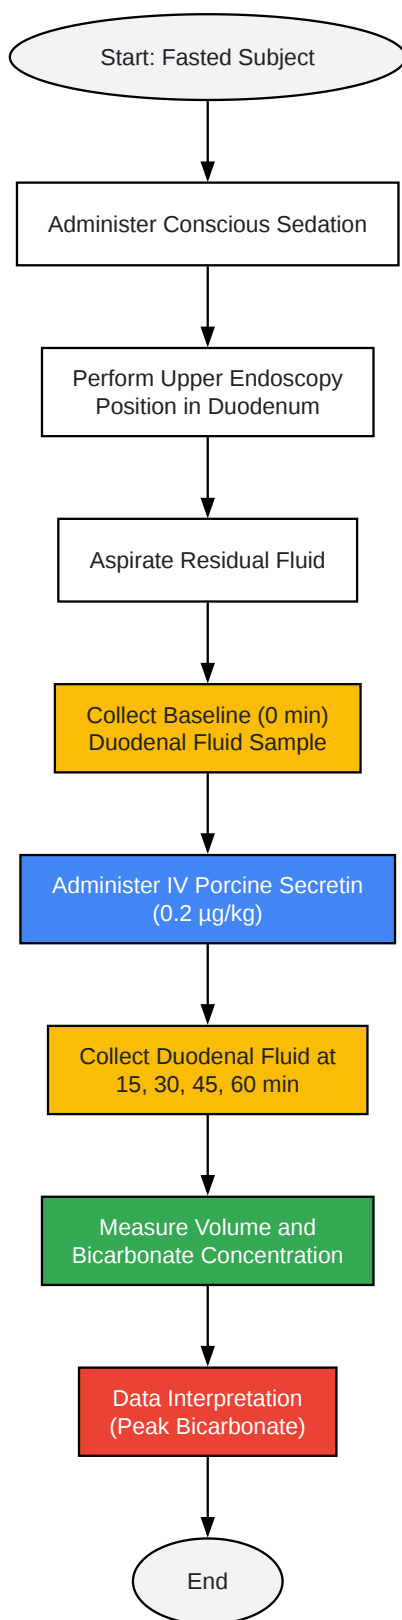 Start: Fasted Subject
Administer Conscious Sedation
Perform Upper Endoscopy
Position in Duodenum
Aspirate Residual Fluid
Collect Baseline (0 min)
Duodenal Fluid Sample
Administer IV Porcine Secretin
(0.2 µg/kg)
Collect Duodenal Fluid at
15, 30, 45, 60 min
Measure Volume and
Bicarbonate Concentration
Data Interpretation
(Peak Bicarbonate)
End